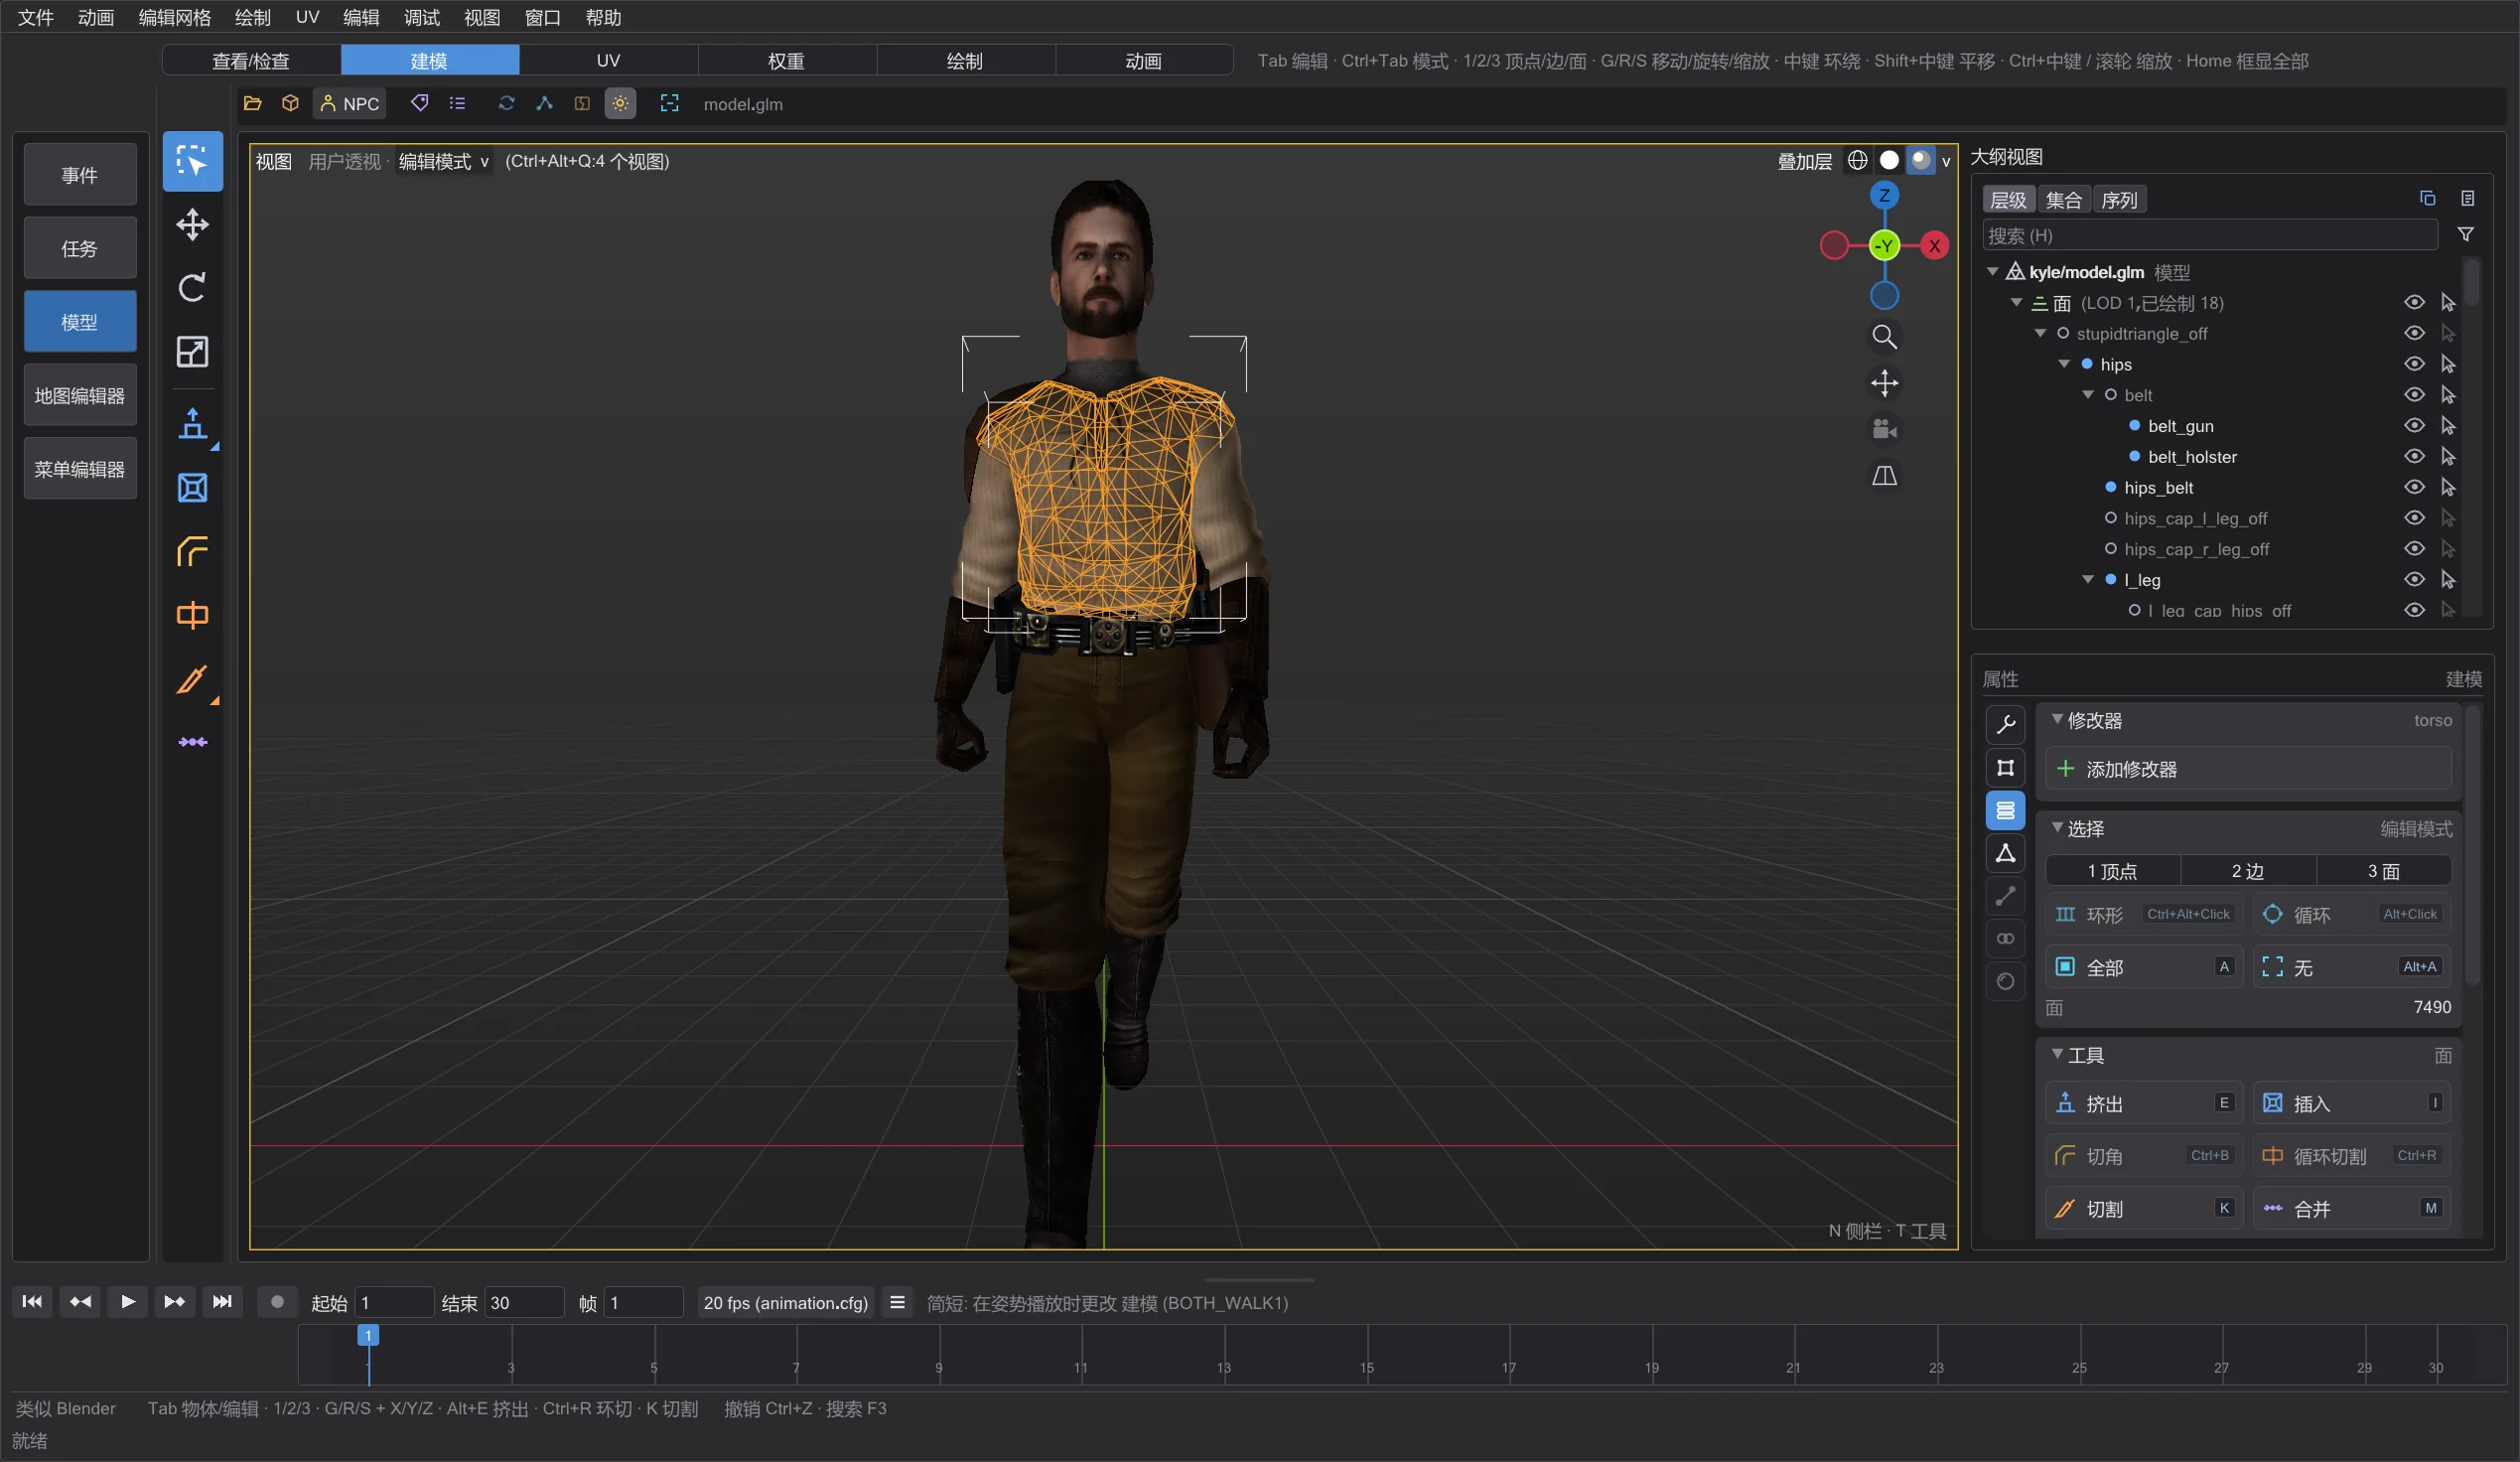 文件 动画 编辑网格 绘制 UV 编辑 调试 视图 窗口 帮助
查看/检查 建模 UV 权重 绘制 动画 Tab 编辑 · Ctrl+Tab 模式 · 1/2/3 顶点/边/面 · G/R/S 移动/旋转/缩放 · 中键 环绕 · Shift+中键 平移 · Ctrl+中键 / 滚轮 缩放 · Home 框显全部
NPC model.glm
事件
任务
模型
地图编辑器
菜单编辑器
视图 用户透视 · 编辑模式 v (Ctrl+Alt+Q:4 个视图) 叠加层 v
Z
-Y X
N 侧栏 · T 工具
大纲视图
层级 集合 序列
搜索 (H)
kyle/model.glm 模型
面 (LOD 1,已绘制 18)
stupidtriangle_off
hips
belt
belt_gun
belt_holster
hips_belt
hips_cap_l_leg_off
hips_cap_r_leg_off
l_leg
l_leg_cap_hips_off
属性 建模
修改器 torso
添加修改器
选择 编辑模式
1 顶点 2 边 3 面
环形 Ctrl+Alt+Click 循环 Alt+Click
全部 A 无 Alt+A
面 7490
工具 面
挤出 E 插入 I
切角 Ctrl+B 循环切割 Ctrl+R
切割 K 合并 M
起始 1 结束 30 帧 1 20 fps (animation.cfg) 简短: 在姿势播放时更改 建模 (BOTH_WALK1)
1
1 3 5 7 9 11 13 15 17 19 21 23 25 27 29 30
类似 Blender Tab 物体/编辑 · 1/2/3 · G/R/S + X/Y/Z · Alt+E 挤出 · Ctrl+R 环切 · K 切割 撤销 Ctrl+Z · 搜索 F3
就绪